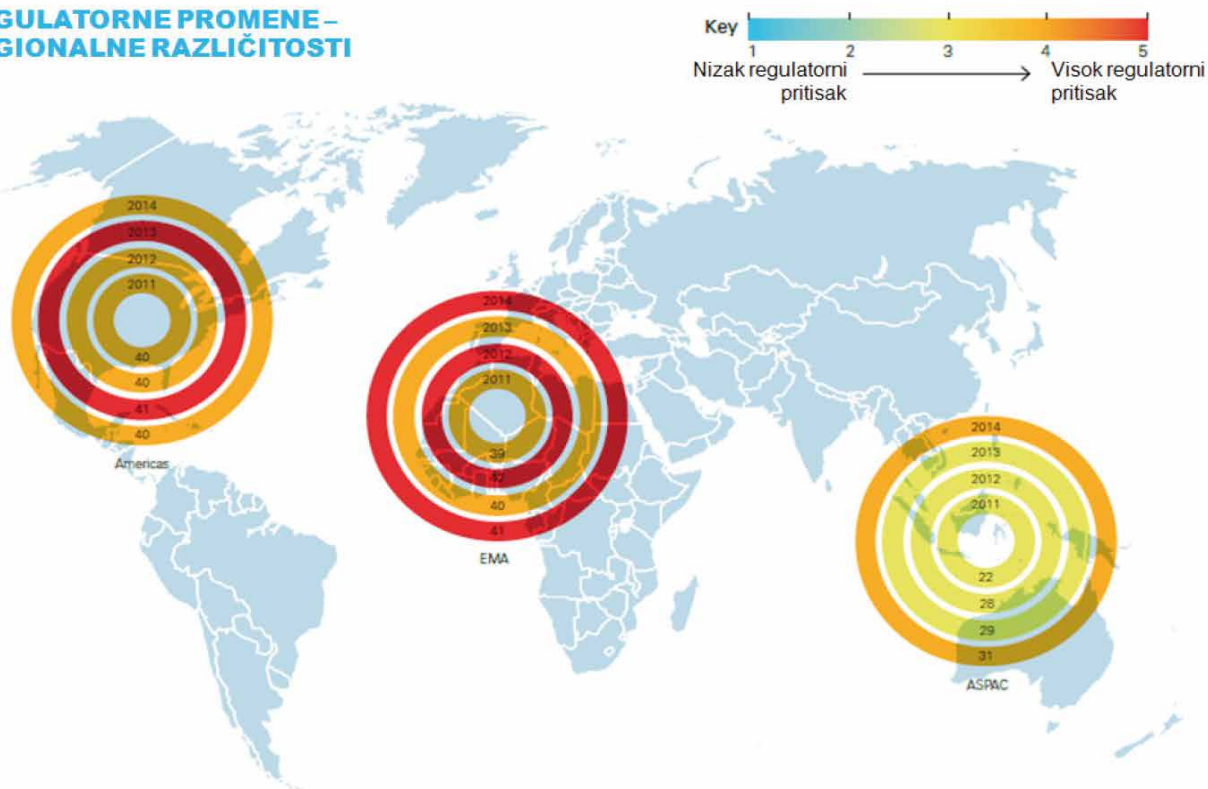 GULATORNE PROMENE –
GIONALNE RAZLIČITOSTI
Key
1 2 3 4 5
Nizak regulatorni
pritisak
Visok regulatorni
pritisak
2014
2013
2012
2011
40
40
41
40
Americas
2014
2013
2012
2011
39
42
40
41
EMA
2014
2013
2012
2011
22
28
29
31
ASPAC